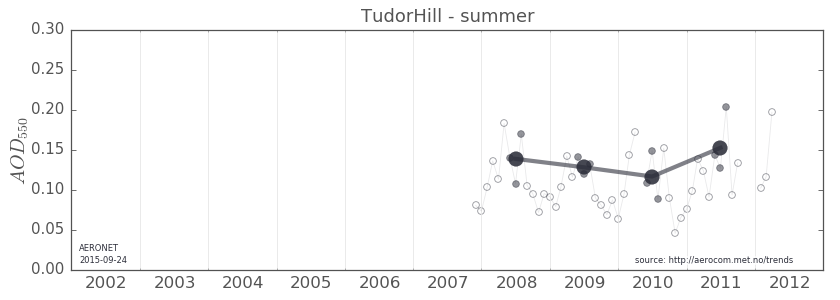 TudorHill - summer
0.30
0.25
0.20
0.15
0.10
0.05
0.00
AOD550
AERONET
2015-09-24
source: http://aerocom.met.no/trends
2002 2003 2004 2005 2006 2007 2008 2009 2010 2011 2012